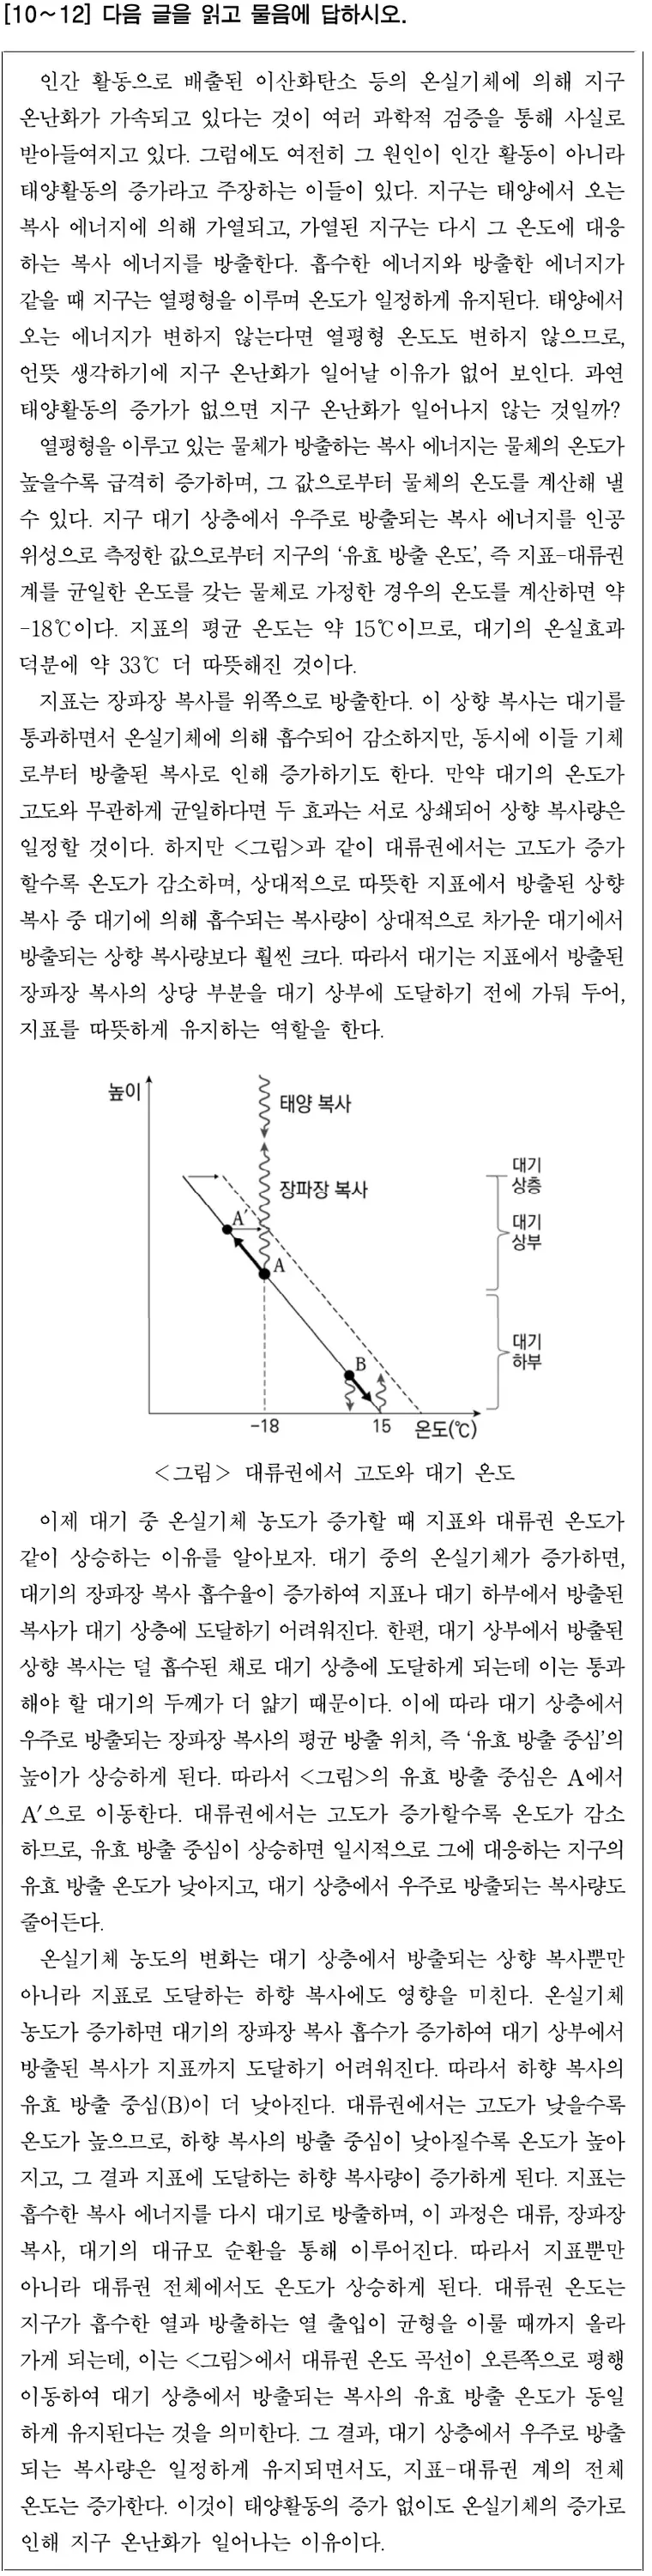 [10～12] 다음 글을 읽고 물음에 답하시오.
인간 활동으로 배출된 이산화탄소 등의 온실기체에 의해 지구
온난화가 가속되고 있다는 것이 여러 과학적 검증을 통해 사실로
받아들여지고 있다. 그럼에도 여전히 그 원인이 인간 활동이 아니라
태양활동의 증가라고 주장하는 이들이 있다. 지구는 태양에서 오는
복사 에너지에 의해 가열되고, 가열된 지구는 다시 그 온도에 대응
하는 복사 에너지를 방출한다. 흡수한 에너지와 방출한 에너지가
같을 때 지구는 열평형을 이루며 온도가 일정하게 유지된다. 태양에서
오는 에너지가 변하지 않는다면 열평형 온도도 변하지 않으므로,
언뜻 생각하기에 지구 온난화가 일어날 이유가 없어 보인다. 과연
태양활동의 증가가 없으면 지구 온난화가 일어나지 않는 것일까?
열평형을 이루고 있는 물체가 방출하는 복사 에너지는 물체의 온도가
높을수록 급격히 증가하며, 그 값으로부터 물체의 온도를 계산해 낼
수 있다. 지구 대기 상층에서 우주로 방출되는 복사 에너지를 인공
위성으로 측정한 값으로부터 지구의 ‘유효 방출 온도’, 즉 지표-대류권
계를 균일한 온도를 갖는 물체로 가정한 경우의 온도를 계산하면 약
-18℃이다. 지표의 평균 온도는 약 15℃이므로, 대기의 온실효과
덕분에 약 33℃ 더 따뜻해진 것이다.
지표는 장파장 복사를 위쪽으로 방출한다. 이 상향 복사는 대기를
통과하면서 온실기체에 의해 흡수되어 감소하지만, 동시에 이들 기체
로부터 방출된 복사로 인해 증가하기도 한다. 만약 대기의 온도가
고도와 무관하게 균일하다면 두 효과는 서로 상쇄되어 상향 복사량은
일정할 것이다. 하지만 <그림>과 같이 대류권에서는 고도가 증가
할수록 온도가 감소하며, 상대적으로 따뜻한 지표에서 방출된 상향
복사 중 대기에 의해 흡수되는 복사량이 상대적으로 차가운 대기에서
방출되는 상향 복사량보다 훨씬 크다. 따라서 대기는 지표에서 방출된
장파장 복사의 상당 부분을 대기 상부에 도달하기 전에 가둬 두어,
지표를 따뜻하게 유지하는 역할을 한다.
높이
태양 복사
장파장 복사
대기
상층
A′
대기
상부
A
대기
하부
B
-18
15
온도(℃)
<그림> 대류권에서 고도와 대기 온도
이제 대기 중 온실기체 농도가 증가할 때 지표와 대류권 온도가
같이 상승하는 이유를 알아보자. 대기 중의 온실기체가 증가하면,
대기의 장파장 복사 흡수율이 증가하여 지표나 대기 하부에서 방출된
복사가 대기 상층에 도달하기 어려워진다. 한편, 대기 상부에서 방출된
상향 복사는 덜 흡수된 채로 대기 상층에 도달하게 되는데 이는 통과
해야 할 대기의 두께가 더 얇기 때문이다. 이에 따라 대기 상층에서
우주로 방출되는 장파장 복사의 평균 방출 위치, 즉 ‘유효 방출 중심’의
높이가 상승하게 된다. 따라서 <그림>의 유효 방출 중심은 A에서
A′으로 이동한다. 대류권에서는 고도가 증가할수록 온도가 감소
하므로, 유효 방출 중심이 상승하면 일시적으로 그에 대응하는 지구의
유효 방출 온도가 낮아지고, 대기 상층에서 우주로 방출되는 복사량도
줄어든다.
온실기체 농도의 변화는 대기 상층에서 방출되는 상향 복사뿐만
아니라 지표로 도달하는 하향 복사에도 영향을 미친다. 온실기체
농도가 증가하면 대기의 장파장 복사 흡수가 증가하여 대기 상부에서
방출된 복사가 지표까지 도달하기 어려워진다. 따라서 하향 복사의
유효 방출 중심(B)이 더 낮아진다. 대류권에서는 고도가 낮을수록
온도가 높으므로, 하향 복사의 방출 중심이 낮아질수록 온도가 높아
지고, 그 결과 지표에 도달하는 하향 복사량이 증가하게 된다. 지표는
흡수한 복사 에너지를 다시 대기로 방출하며, 이 과정은 대류, 장파장
복사, 대기의 대규모 순환을 통해 이루어진다. 따라서 지표뿐만
아니라 대류권 전체에서도 온도가 상승하게 된다. 대류권 온도는
지구가 흡수한 열과 방출하는 열 출입이 균형을 이룰 때까지 올라
가게 되는데, 이는 <그림>에서 대류권 온도 곡선이 오른쪽으로 평행
이동하여 대기 상층에서 방출되는 복사의 유효 방출 온도가 동일
하게 유지된다는 것을 의미한다. 그 결과, 대기 상층에서 우주로 방출
되는 복사량은 일정하게 유지되면서도, 지표-대류권 계의 전체
온도는 증가한다. 이것이 태양활동의 증가 없이도 온실기체의 증가로
인해 지구 온난화가 일어나는 이유이다.